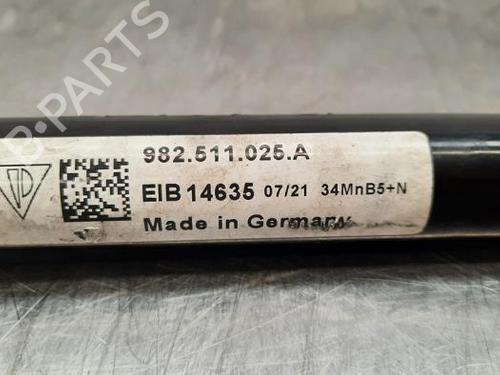 B-PARTS
982.511.025.A
EIB 14635 07/21 34MnB5+N
Made in Germany